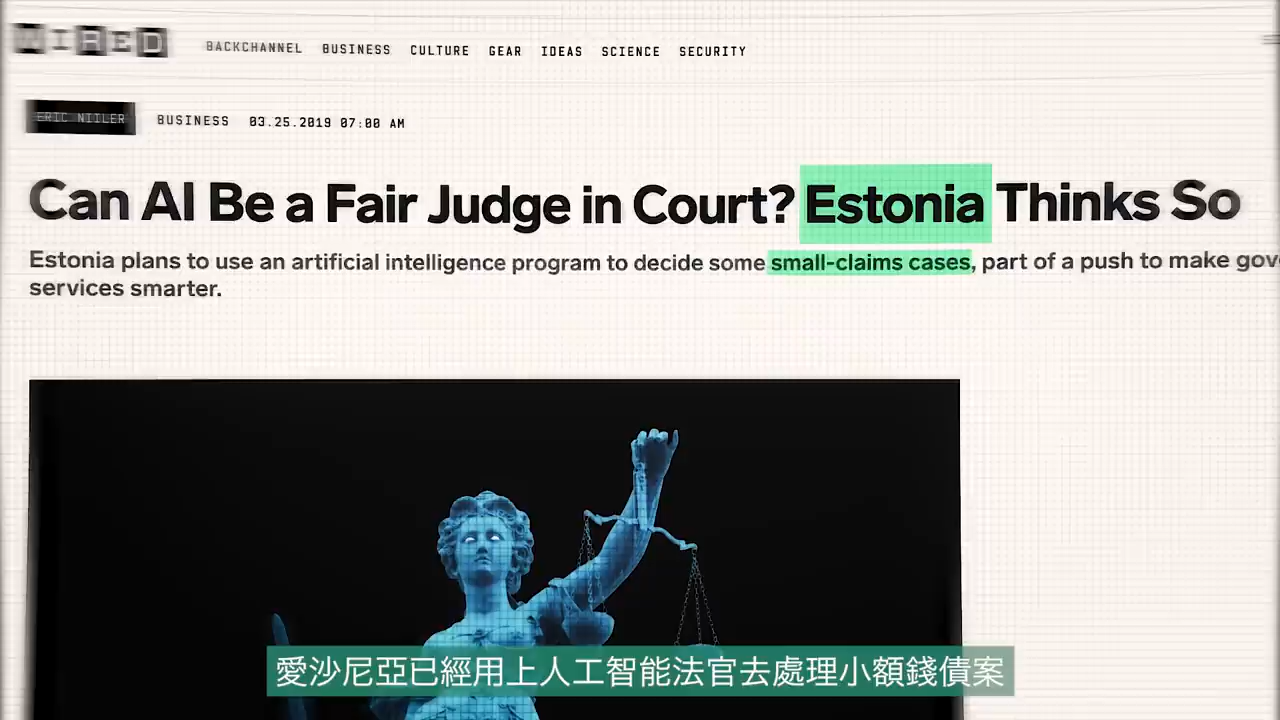 WIRED
BACKCHANNEL BUSINESS CULTURE GEAR IDEAS SCIENCE SECURITY
ERIC NIILER BUSINESS 03.25.2019 07:00 AM
Can AI Be a Fair Judge in Court? Estonia Thinks So
Estonia plans to use an artificial intelligence program to decide some small-claims cases, part of a push to make gov
services smarter.
愛沙尼亞已經用上人工智能法官去處理小額錢債案